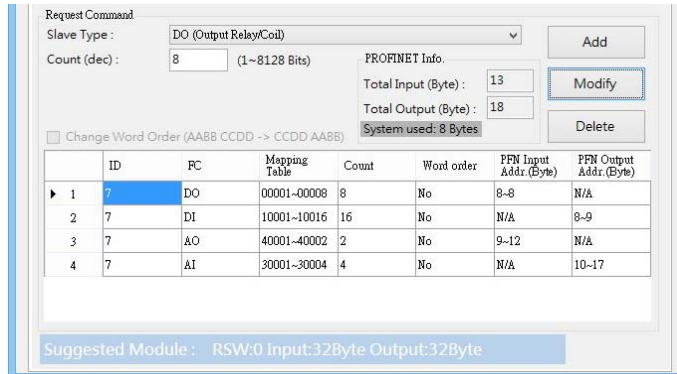 Request Command
Slave Type : DO (Output Relay/Coil) Add
Count (dec) : 8 (1~8128 Bits) PROFINET Info.
Total Input (Byte) : 13 Modify
Total Output (Byte) : 18
System used: 8 Bytes Delete
Change Word Order (AABB CCDD -> CCDD AABB)
ID FC Mapping Table Count Word order PFN Input Addr.(Byte) PFN Output Addr.(Byte)
1 7 DO 00001~00008 8 No 8~8 N/A
2 7 DI 10001~10016 16 No N/A 8~9
3 7 AO 40001~40002 2 No 9~12 N/A
4 7 AI 30001~30004 4 No N/A 10~17
Suggested Module : RSW:0 Input:32Byte Output:32Byte